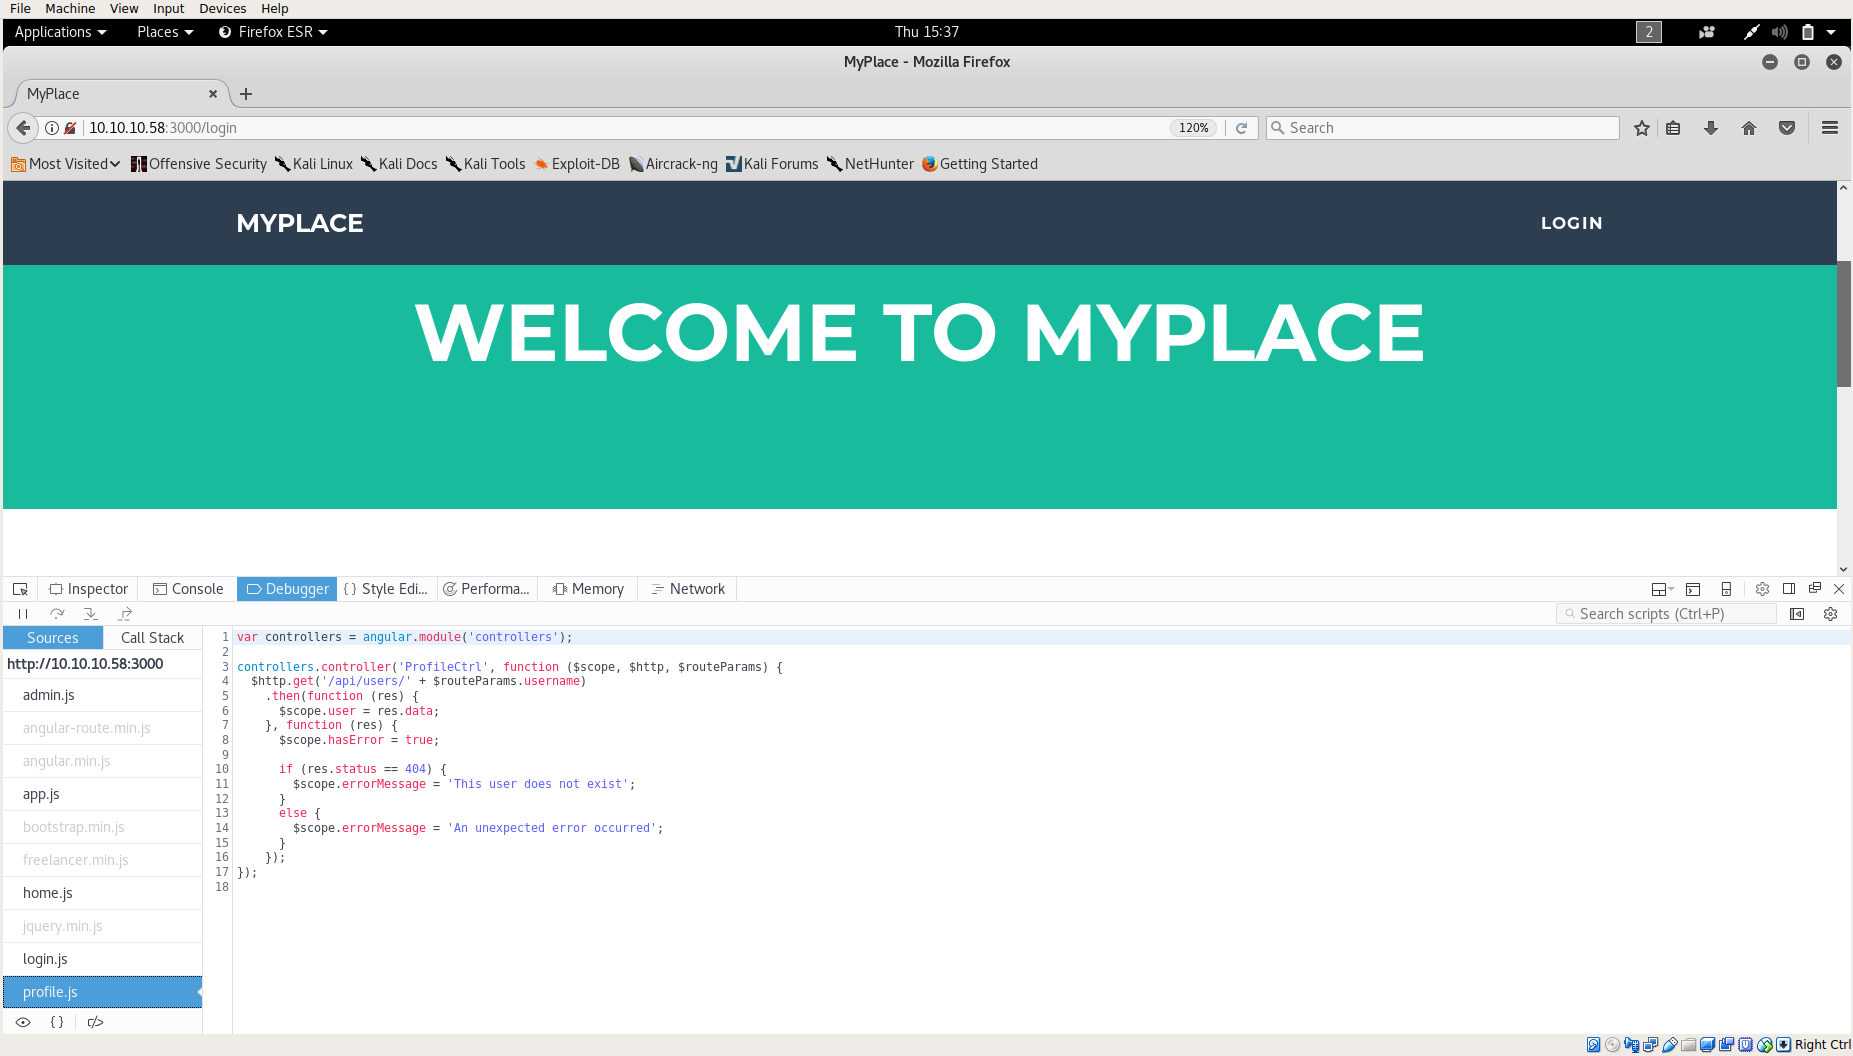 File Machine View Input Devices Help
Applications Places Firefox ESR Thu 15:37 2
MyPlace - Mozilla Firefox
MyPlace
10.10.10.58:3000/login 120% Search
Most Visited Offensive Security Kali Linux Kali Docs Kali Tools Exploit-DB Aircrack-ng Kali Forums NetHunter Getting Started
MYPLACE LOGIN
WELCOME TO MYPLACE
Inspector Console Debugger { } Style Edi... Performa... Memory Network
Search scripts (Ctrl+P)
Sources Call Stack
http://10.10.10.58:3000
admin.js
angular-route.min.js
angular.min.js
app.js
bootstrap.min.js
freelancer.min.js
home.js
jquery.min.js
login.js
profile.js
1 var controllers = angular.module('controllers');
2
3 controllers.controller('ProfileCtrl', function ($scope, $http, $routeParams) {
4 $http.get('/api/users/' + $routeParams.username)
5 .then(function (res) {
6 $scope.user = res.data;
7 }, function (res) {
8 $scope.hasError = true;
9
10 if (res.status == 404) {
11 $scope.errorMessage = 'This user does not exist';
12 }
13 else {
14 $scope.errorMessage = 'An unexpected error occurred';
15 }
16 });
17 });
18
{ }
Right Ctrl